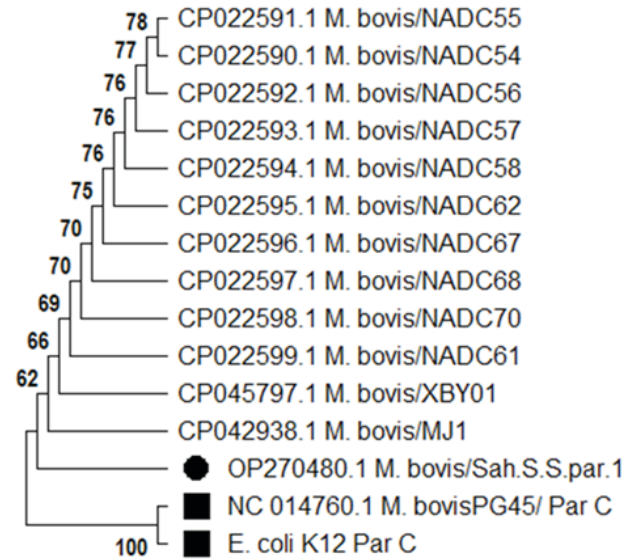 78
CP022591.1 M. bovis/NADC55
77
CP022590.1 M. bovis/NADC54
76
CP022592.1 M. bovis/NADC56
76
CP022593.1 M. bovis/NADC57
76
CP022594.1 M. bovis/NADC58
75
CP022595.1 M. bovis/NADC62
70
CP022596.1 M. bovis/NADC67
70
CP022597.1 M. bovis/NADC68
69
CP022598.1 M. bovis/NADC70
66
CP022599.1 M. bovis/NADC61
62
CP045797.1 M. bovis/XBY01
CP042938.1 M. bovis/MJ1
OP270480.1 M. bovis/Sah.S.S.par.1
NC 014760.1 M. bovisPG45/ Par C
100
E. coli K12 Par C